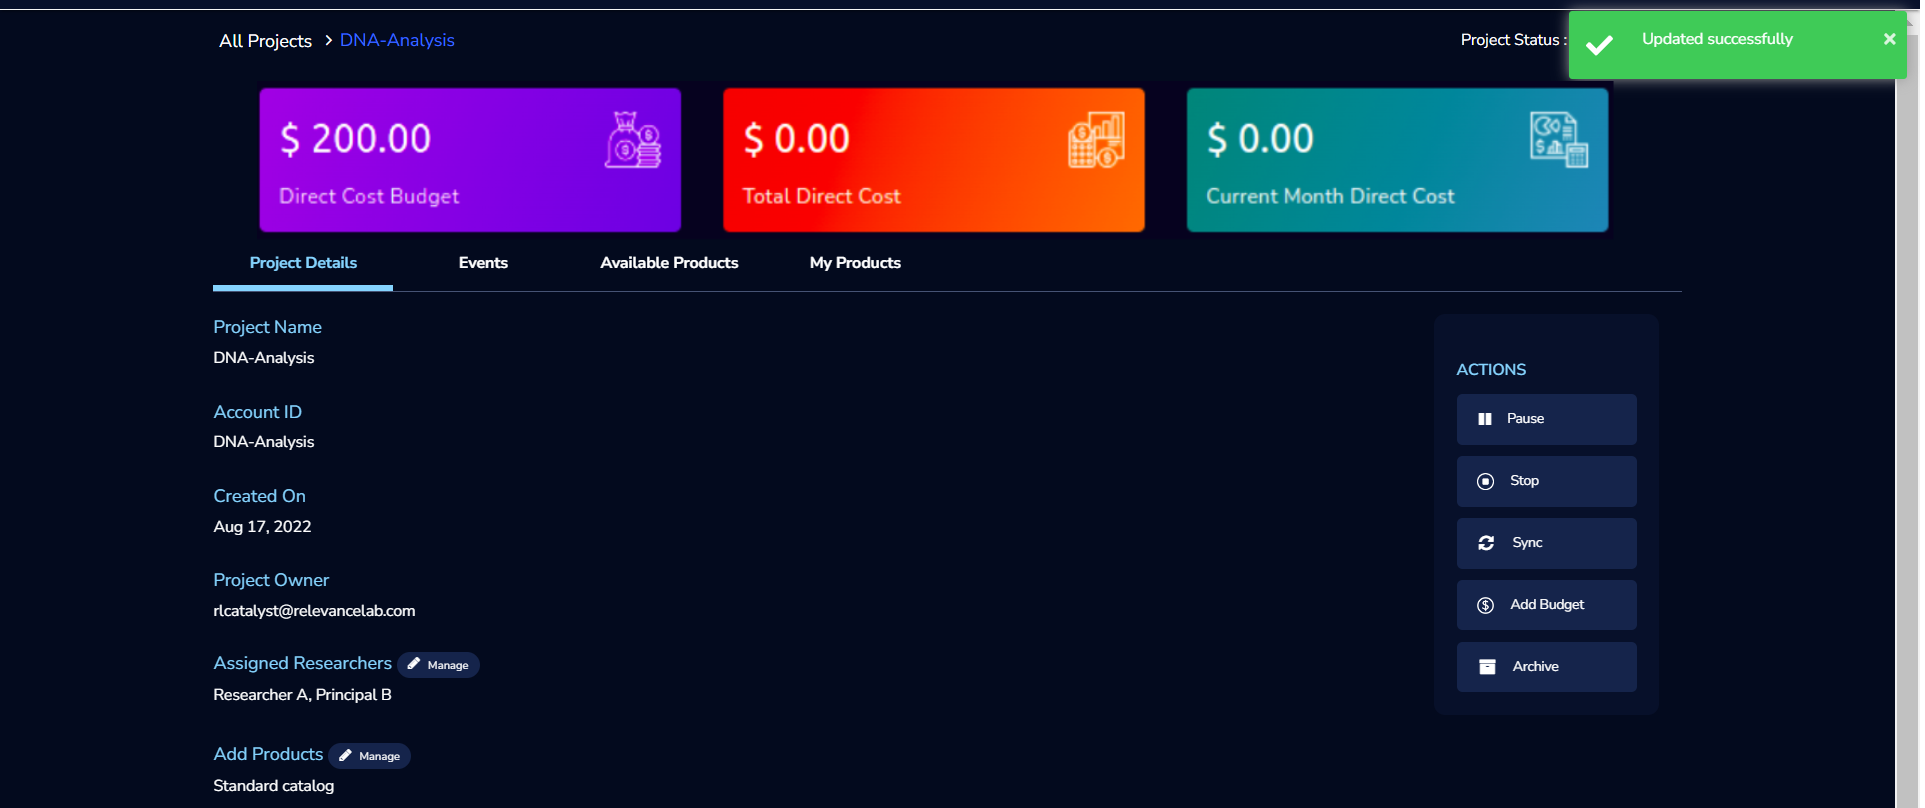 All Projects > DNA-Analysis
Project Status :
Updated successfully
$ 200.00
Direct Cost Budget
$ 0.00
Total Direct Cost
$ 0.00
Current Month Direct Cost
Project Details
Events
Available Products
My Products
Project Name
DNA-Analysis
Account ID
DNA-Analysis
Created On
Aug 17, 2022
Project Owner
rlcatalyst@relevancelab.com
Assigned Researchers Manage
Researcher A, Principal B
Add Products Manage
Standard catalog
ACTIONS
Pause
Stop
Sync
Add Budget
Archive